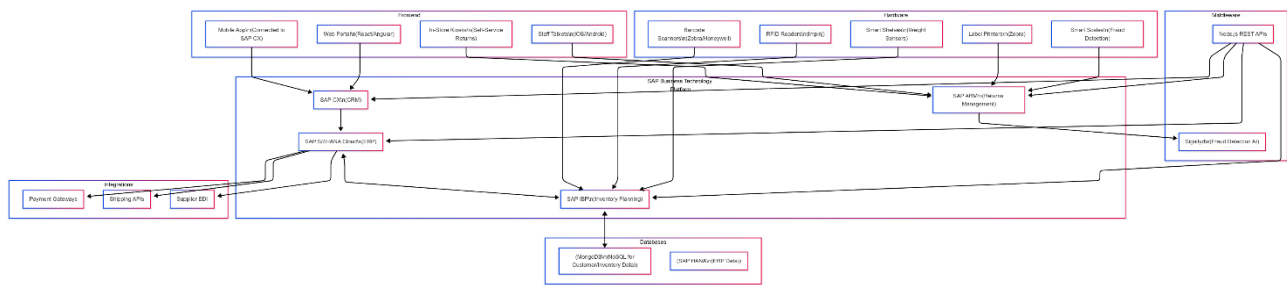 Frontend
Hardware
Middleware
Mobile App\n(Connected to
SAP CX)
Web Portal\n(React/Angular)
In-Store Kiosks\n(Self-Service
Returns)
Staff Tablets\n(iOS/Android)
Barcode
Scanners\n(Zebra/Honeywell)
RFID Readers\n(Impinj)
Smart Shelves\n(Weight
Sensors)
Label Printers\n(Zebra)
Smart Scales\n(Fraud
Detection)
Node.js REST APIs
SAP Business Technology
Platform
SAP CX\n(CRM)
SAP ARM\n(Returns
Management)
SAP S/4HANA Cloud\n(ERP)
Signifyd\n(Fraud Detection AI)
Integrations
Payment Gateways
Shipping APIs
Supplier EDI
SAP IBP\n(Inventory Planning)
Databases
(MongoDB\n(NoSQL for
Customer/Inventory Data))
(SAP HANA\n(ERP Data))